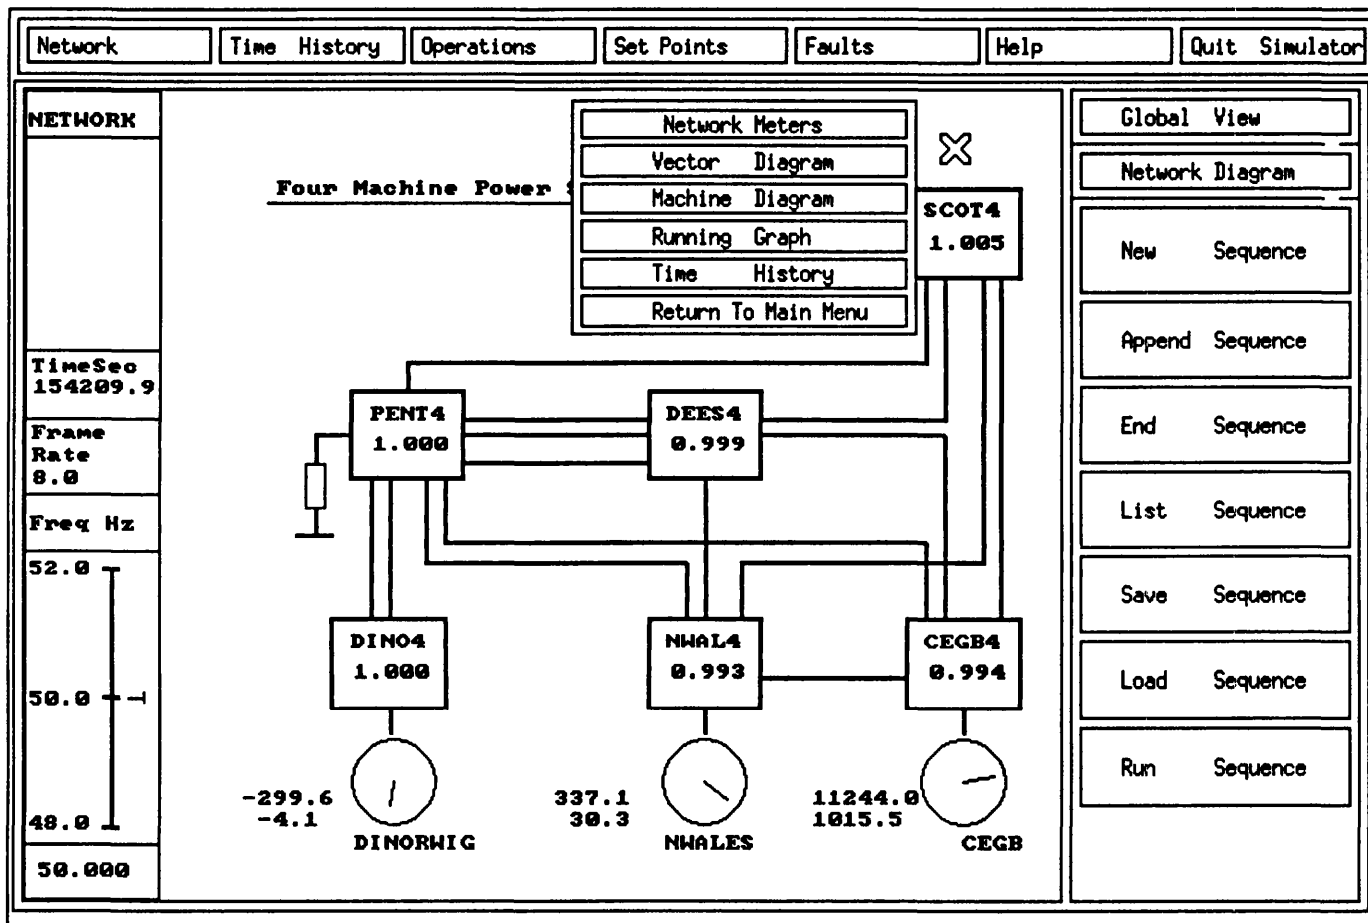 Network
Time History
Operations
Set Points
Faults
Help
Quit Simulator
NETWORK
TimeSec
154209.9
Frame
Rate
8.0
Freq Hz
52.0
50.0
48.0
50.000
Four Machine Power
Network Meters
Vector Diagram
Machine Diagram
Running Graph
Time History
Return To Main Menu
SCOT4
1.005
PENT4
1.000
DEES4
0.999
DINO4
1.000
NWAL4
0.993
CEGB4
0.994
-299.6
-4.1
DINORWIG
337.1
30.3
NWALES
11244.0
1015.5
CEGB
Global View
Network Diagram
New Sequence
Append Sequence
End Sequence
List Sequence
Save Sequence
Load Sequence
Run Sequence